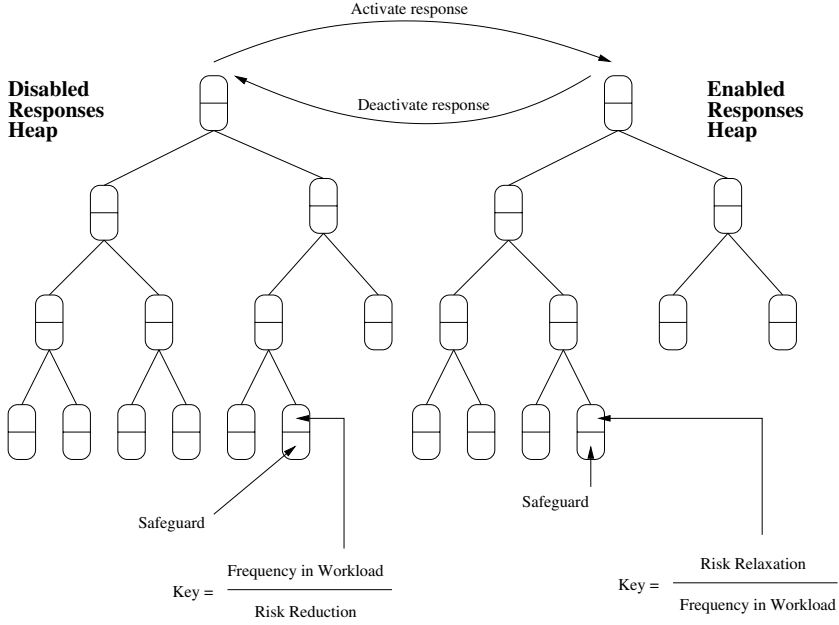 Activate response
Disabled
Responses
Heap
Enabled
Responses
Heap
Deactivate response
Safeguard
Safeguard
Key = Frequency in Workload
Risk Reduction
Key = Risk Relaxation
Frequency in Workload